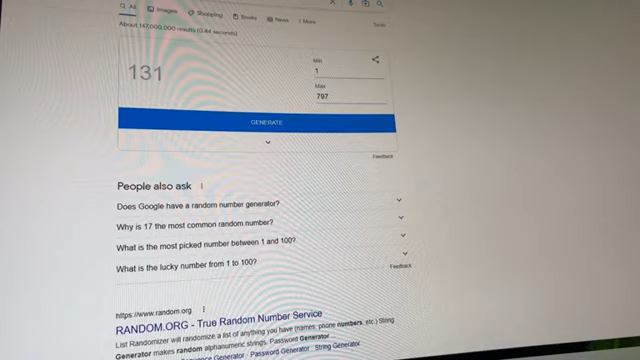 All Images Shopping Books News More Tools
About 147,000,000 results (0.44 seconds)
131
Min
1
Max
797
GENERATE
Feedback
People also ask
Does Google have a random number generator?
Why is 17 the most common random number?
What is the most picked number between 1 and 100?
What is the lucky number from 1 to 100?
Feedback
https://www.random.org
RANDOM.ORG - True Random Number Service
List Randomizer will randomize a list of anything you have (names, phone numbers, etc.) String
Generator makes random alphanumeric strings. Password Generator
Generator · Password Generator · String Generator